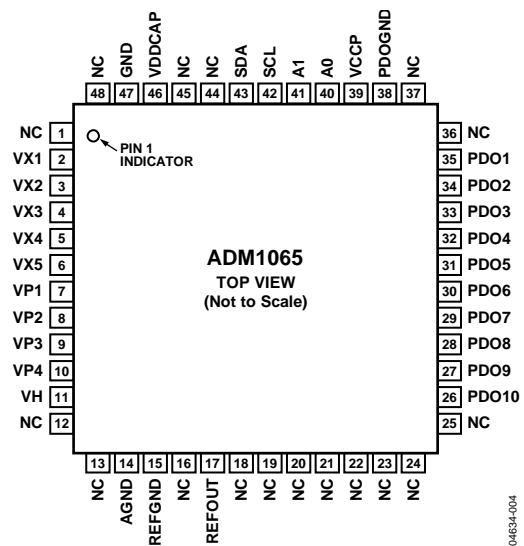 NC GND VDDCAP NC NC SDA SCL A1 A0 VCCP PDOGND NC
48 47 46 45 44 43 42 41 40 39 38 37
NC 1
VX1 2
VX2 3
VX3 4
VX4 5
VX5 6
VP1 7
VP2 8
VP3 9
VP4 10
VH 11
NC 12
PIN 1
INDICATOR
ADM1065
TOP VIEW
(Not to Scale)
36 NC
35 PDO1
34 PDO2
33 PDO3
32 PDO4
31 PDO5
30 PDO6
29 PDO7
28 PDO8
27 PDO9
26 PDO10
25 NC
13 14 15 16 17 18 19 20 21 22 23 24
NC AGND REFGND NC REFOUT NC NC NC NC NC NC NC
04634-004